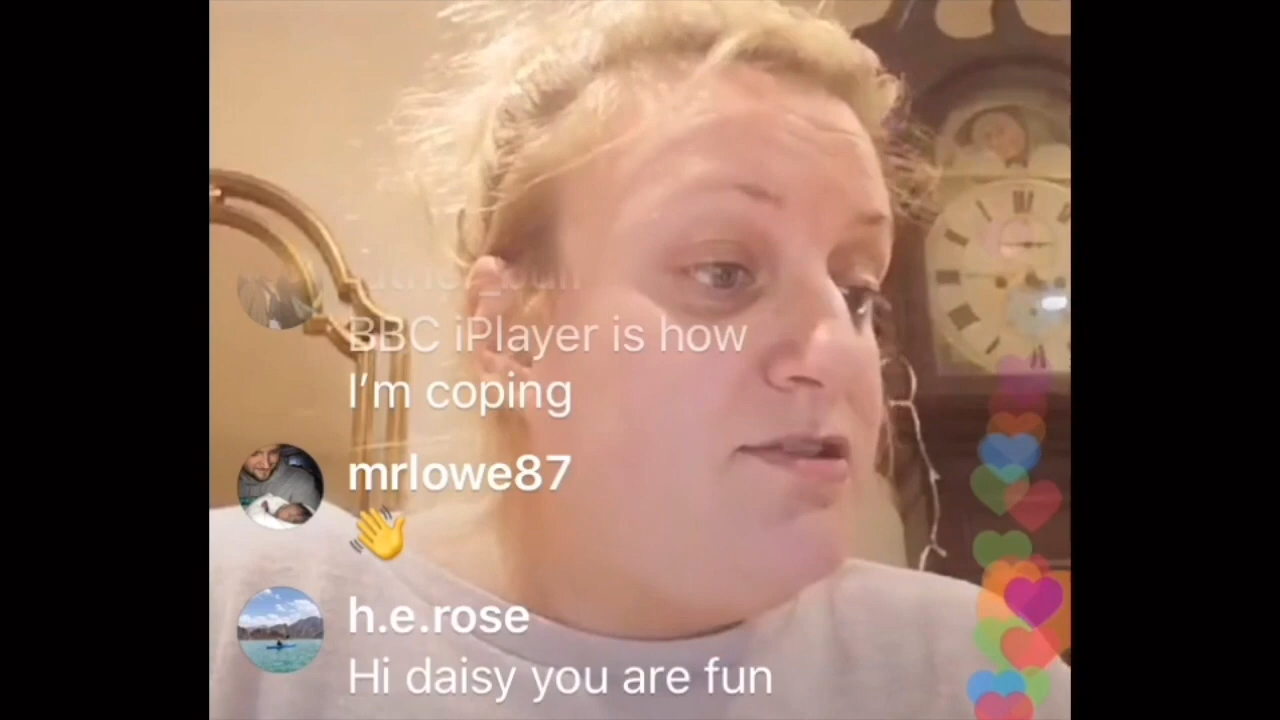 BBC iPlayer is how
I'm coping
mrlowe87
👋
h.e.rose
Hi daisy you are fun